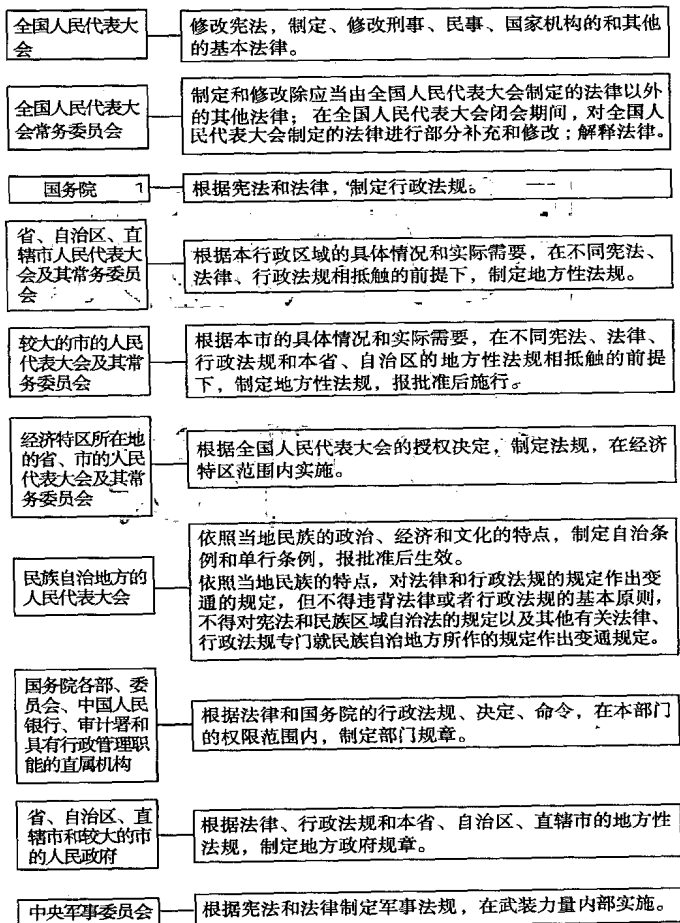 全国人民代表大
会
修改宪法，制定、修改刑事、民事、国家机构的和其他
的基本法律。
全国人民代表大
会常务委员会
制定和修改除应当由全国人民代表大会制定的法律以外
的其他法律；在全国人民代表大会闭会期间，对全国人
民代表大会制定的法律进行部分补充和修改；解释法律。
国务院
根据宪法和法律，制定行政法规。
省、自治区、直
辖市人民代表大
会及其常务委员
会
根据本行政区域的具体情况和实际需要，在不同宪法、
法律、行政法规相抵触的前提下，制定地方性法规。
较大的市的人民
代表大会及其常
务委员会
根据本市的具体情况和实际需要，在不同宪法、法律、
行政法规和本省、自治区的地方性法规相抵触的前提
下，制定地方性法规，报批准后施行。
经济特区所在地
的省、市的人民
代表大会及其常
务委员会
根据全国人民代表大会的授权决定，制定法规，在经济
特区范围内实施。
民族自治地方的
人民代表大会
依照当地民族的政治、经济和文化的特点，制定自治条
例和单行条例，报批准后生效。
依照当地民族的特点，对法律和行政法规的规定作出变
通的规定，但不得违背法律或者行政法规的基本原则，
不得对宪法和民族区域自治法的规定以及其他有关法律、
行政法规专门就民族自治地方所作的规定作出变通规定。
国务院各部、委
员会、中国人民
银行、审计署和
具有行政管理职
能的直属机构
根据法律和国务院的行政法规、决定、命令，在本部门
的权限范围内，制定部门规章。
省、自治区、直
辖市和较大的市
的人民政府
根据法律、行政法规和本省、自治区、直辖市的地方性
法规，制定地方政府规章。
中央军事委员会
根据宪法和法律制定军事法规，在武装力量内部实施。